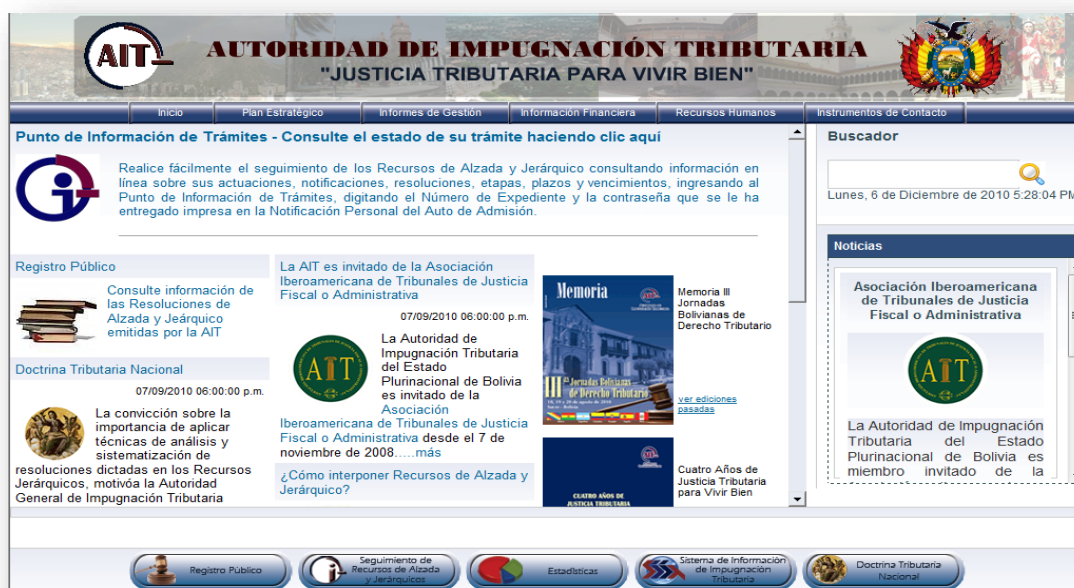 AIT
AUTORIDAD DE IMPUGNACIÓN TRIBUTARIA
"JUSTICIA TRIBUTARIA PARA VIVIR BIEN"
Inicio
Plan Estratégico
Informes de Gestión
Información Financiera
Recursos Humanos
Instrumentos de Contacto
Punto de Información de Trámites - Consulte el estado de su trámite haciendo clic aquí
Realice fácilmente el seguimiento de los Recursos de Alzada y Jerárquico consultando información en
línea sobre sus actuaciones, notificaciones, resoluciones, etapas, plazos y vencimientos, ingresando al
Punto de Información de Trámites, digitando el Número de Expediente y la contraseña que se le ha
entregado impresa en la Notificación Personal del Auto de Admisión.
Registro Público
Consulte información de
las Resoluciones de
Alzada y Jeárquico
emitidas por la AIT
Doctrina Tributaria Nacional
07/09/2010 06:00:00 p.m.
La convicción sobre la
importancia de aplicar
técnicas de análisis y
sistematización de
resoluciones dictadas en los Recursos
Jerárquicos, motivóa la Autoridad
General de Impugnación Tributaria
La AIT es invitado de la Asociación
Iberoamericana de Tribunales de Justicia
Fiscal o Administrativa
07/09/2010 06:00:00 p.m.
AIT
La Autoridad de
Impugnación Tributaria
del Estado
Plurinacional de Bolivia
es invitado de la
Asociación
Iberoamericana de Tribunales de Justicia
Fiscal o Administrativa desde el 7 de
noviembre de 2008.....más
¿Cómo interponer Recursos de Alzada y
Jerárquico?
Memoria
III Jornadas Bolivianas
de Derecho Tributario
Memoria III
Jornadas
Bolivianas de
Derecho Tributario
ver ediciones
pasadas
CUATRO AÑOS DE
JUSTICIA TRIBUTARIA
Cuatro Años de
Justicia Tributaria
para Vivir Bien
Buscador
Lunes, 6 de Diciembre de 2010 5:28:04 PM
Noticias
Asociación Iberoamericana
de Tribunales de Justicia
Fiscal o Administrativa
AIT
La Autoridad de Impugnación
Tributaria del Estado
Plurinacional de Bolivia es
miembro invitado de la
Registro Público
Seguimiento de
Recursos de Alzada
y Jerárquicos
Estadísticas
Sistema de Información
de Impugnación
Tributaria
Doctrina Tributaria
Nacional